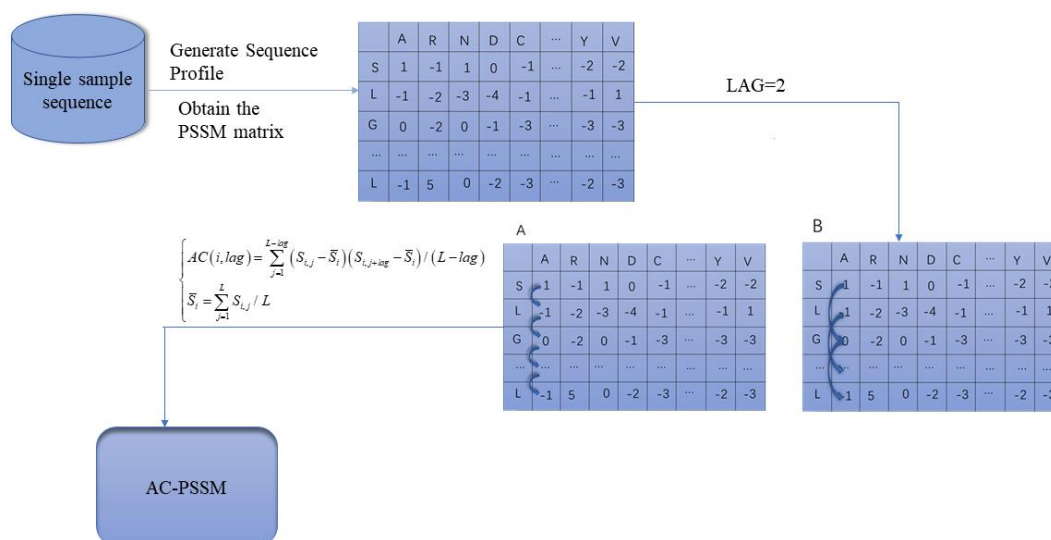 Single sample
sequence
Generate Sequence
Profile
Obtain the
PSSM matrix
A R N D C ... Y V
S 1 -1 1 0 -1 ... -2 -2
L -1 -2 -3 -4 -1 ... -1 1
G 0 -2 0 -1 -3 ... -3 -3
... ... ... ... ... ... ... ... ...
L -1 5 0 -2 -3 ... -2 -3
LAG=2
AC(i,lag)=∑_{j=1}^{L-lag}(S_{i,j}-S̅_i)(S_{i,j+lag}-S̅_i)/(L-lag)
S̅_i=∑_{j=1}^{L}S_{i,j}/L
A
A R N D C ... Y V
S 1 -1 1 0 -1 ... -2 -2
L -1 -2 -3 -4 -1 ... -1 1
G 0 -2 0 -1 -3 ... -3 -3
... ... ... ... ... ... ... ... ...
L -1 5 0 -2 -3 ... -2 -3
B
A R N D C ... Y V
S 1 -1 1 0 -1 ... -2 -2
L -1 -2 -3 -4 -1 ... -1 1
G 0 -2 0 -1 -3 ... -3 -3
... ... ... ... ... ... ... ...
L -1 5 0 -2 -3 ... -2 -3
AC-PSSM